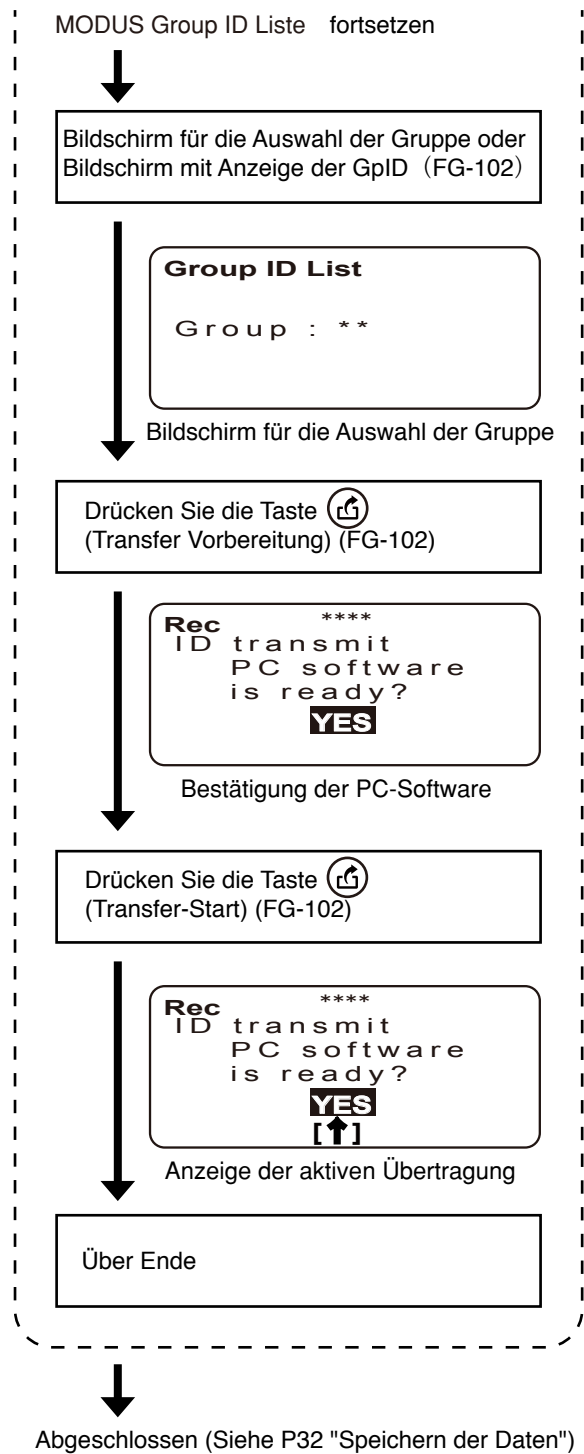 MODUS Group ID Liste fortsetzen
Bildschirm für die Auswahl der Gruppe oder
Bildschirm mit Anzeige der GpID（FG-102）
Group ID List
Group : **
Bildschirm für die Auswahl der Gruppe
Drücken Sie die Taste
(Transfer Vorbereitung) (FG-102)
Rec ****
ID transmit
PC software
is ready?
YES
Bestätigung der PC-Software
Drücken Sie die Taste
(Transfer-Start) (FG-102)
Rec ****
ID transmit
PC software
is ready?
YES
[⬆]
Anzeige der aktiven Übertragung
Über Ende
Abgeschlossen (Siehe P32 "Speichern der Daten")